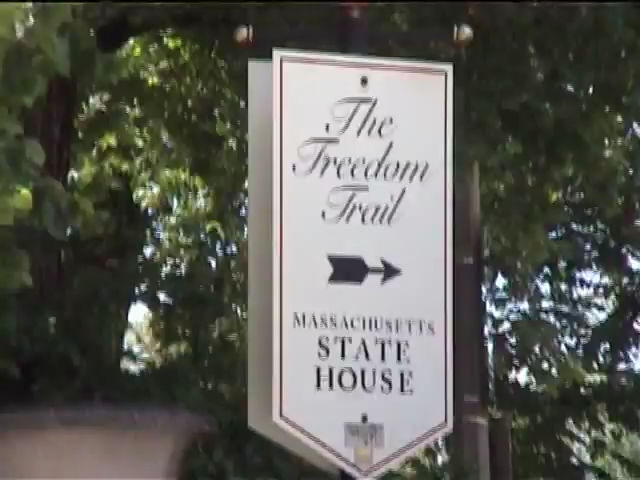 The
Freedom
Trail
MASSACHUSETTS
STATE
HOUSE